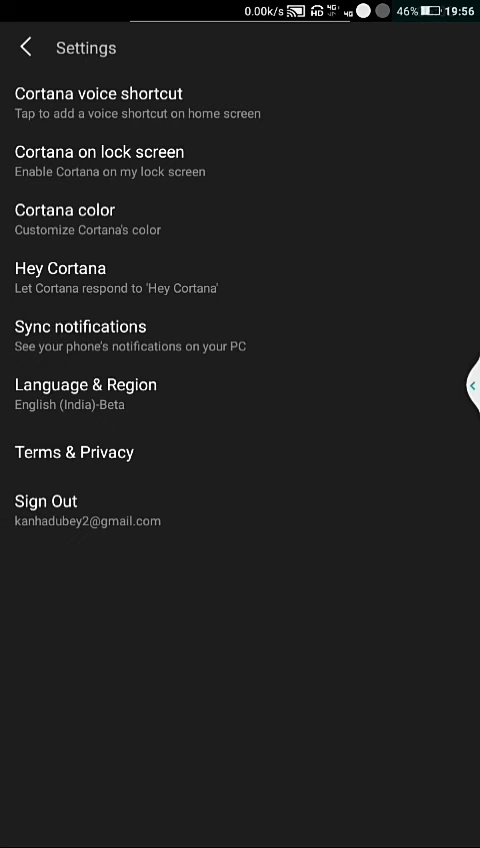 0.00k/s HD 4G 4G 46% 19:56
Settings
Cortana voice shortcut
Tap to add a voice shortcut on home screen
Cortana on lock screen
Enable Cortana on my lock screen
Cortana color
Customize Cortana's color
Hey Cortana
Let Cortana respond to 'Hey Cortana'
Sync notifications
See your phone's notifications on your PC
Language & Region
English (India)-Beta
Terms & Privacy
Sign Out
kanhadubey2@gmail.com